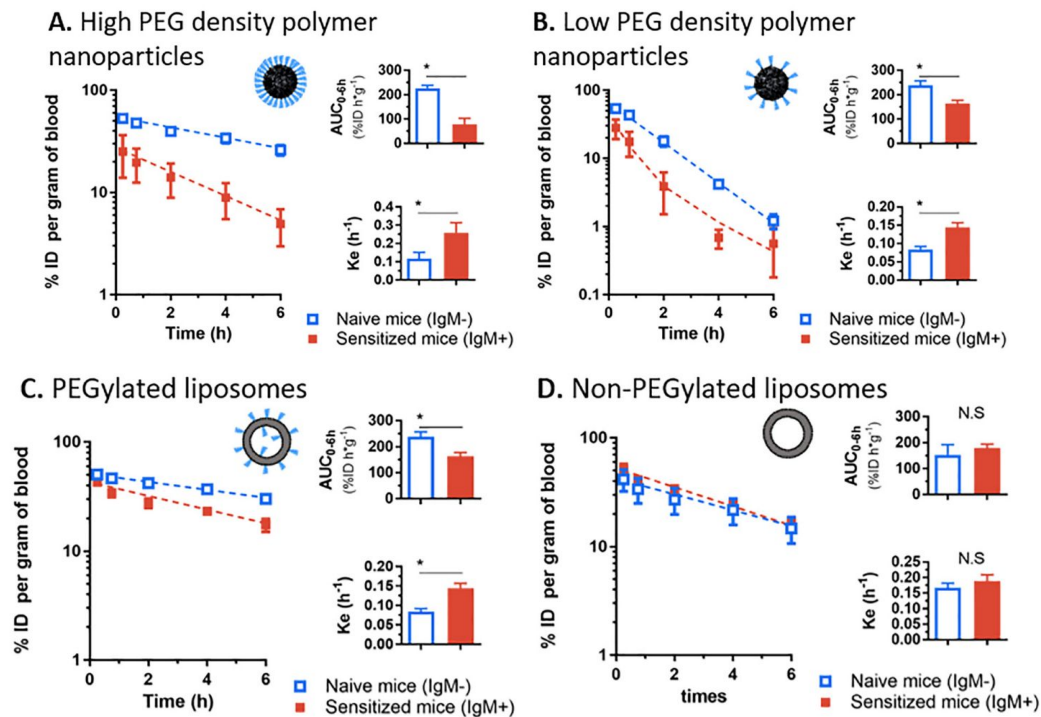 A. High PEG density polymer
nanoparticles
% ID per gram of blood
100
10
1
0 2 4 6
Time (h)
AUC0-6h
(%ID h*g-1)
300
200
100
0
*
Ke (h-1)
0.4
0.3
0.2
0.1
0.0
*
Naive mice (IgM-)
Sensitized mice (IgM+)
B. Low PEG density polymer
nanoparticles
% ID per gram of blood
100
10
1
0.1
0 2 4 6
Time (h)
AUC0-6h
(%ID h*g-1)
300
200
100
0
*
Ke (h-1)
0.20
0.15
0.10
0.05
0.00
*
Naive mice (IgM-)
Sensitized mice (IgM+)
C. PEGylated liposomes
% ID per gram of blood
100
10
1
0 2 4 6
Time (h)
AUC0-6h
(%ID h*g-1)
300
200
100
0
*
Ke (h-1)
0.20
0.15
0.10
0.05
0.00
*
Naive mice (IgM-)
Sensitized mice (IgM+)
D. Non-PEGylated liposomes
% ID per gram of blood
100
10
1
0 2 4 6
times
AUC0-6h
(%ID h*g-1)
300
200
100
0
N.S
Ke (h-1)
0.25
0.20
0.15
0.10
0.05
0.00
N.S
Naive mice (IgM-)
Sensitized mice (IgM+)